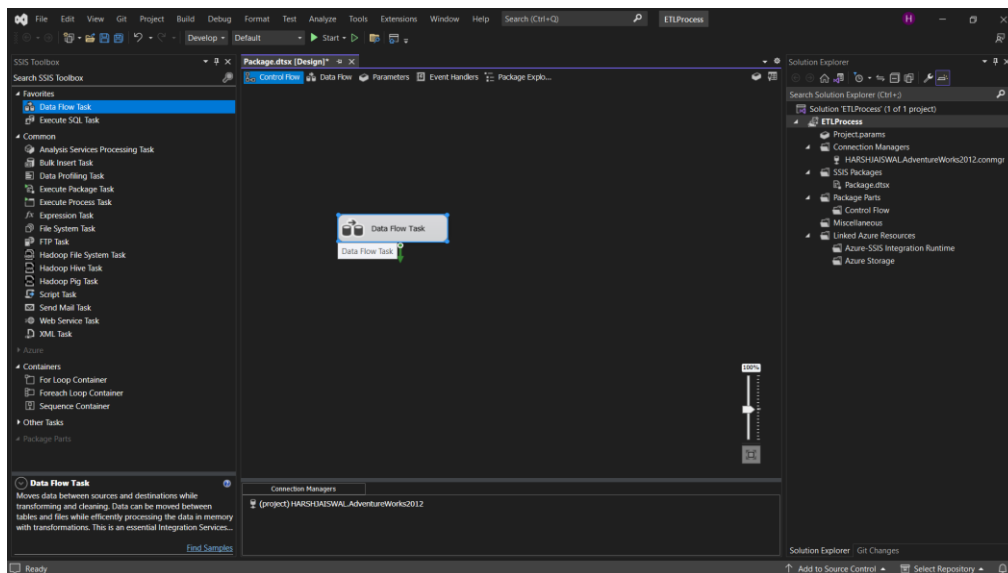 File Edit View Git Project Build Debug Format Test Analyze Tools Extensions Window Help Search (Ctrl+Q) ETLProcess H
Develop Default Start
SSIS Toolbox
Search SSIS Toolbox
Favorites
Data Flow Task
Execute SQL Task
Common
Analysis Services Processing Task
Bulk Insert Task
Data Profiling Task
Execute Package Task
Execute Process Task
Expression Task
File System Task
FTP Task
Hadoop File System Task
Hadoop Hive Task
Hadoop Pig Task
Script Task
Send Mail Task
Web Service Task
XML Task
Azure
Containers
For Loop Container
Foreach Loop Container
Sequence Container
Other Tasks
Package Parts
Data Flow Task
Moves data between sources and destinations while
transforming and cleaning. Data can be moved between
tables and files while efficently processing the data in memory
with transformations. This is an essential Integration Services...
Find Samples
Package.dtsx [Design]*
Control Flow Data Flow Parameters Event Handlers Package Explo...
Data Flow Task
Data Flow Task
100%
Connection Managers
(project) HARSHJAISWAL.AdventureWorks2012
Solution Explorer
Search Solution Explorer (Ctrl+;)
Solution 'ETLProcess' (1 of 1 project)
ETLProcess
Project.params
Connection Managers
HARSHJAISWAL.AdventureWorks2012.conmgr
SSIS Packages
Package.dtsx
Package Parts
Control Flow
Miscellaneous
Linked Azure Resources
Azure-SSIS Integration Runtime
Azure Storage
Solution Explorer Git Changes
Ready Add to Source Control Select Repository